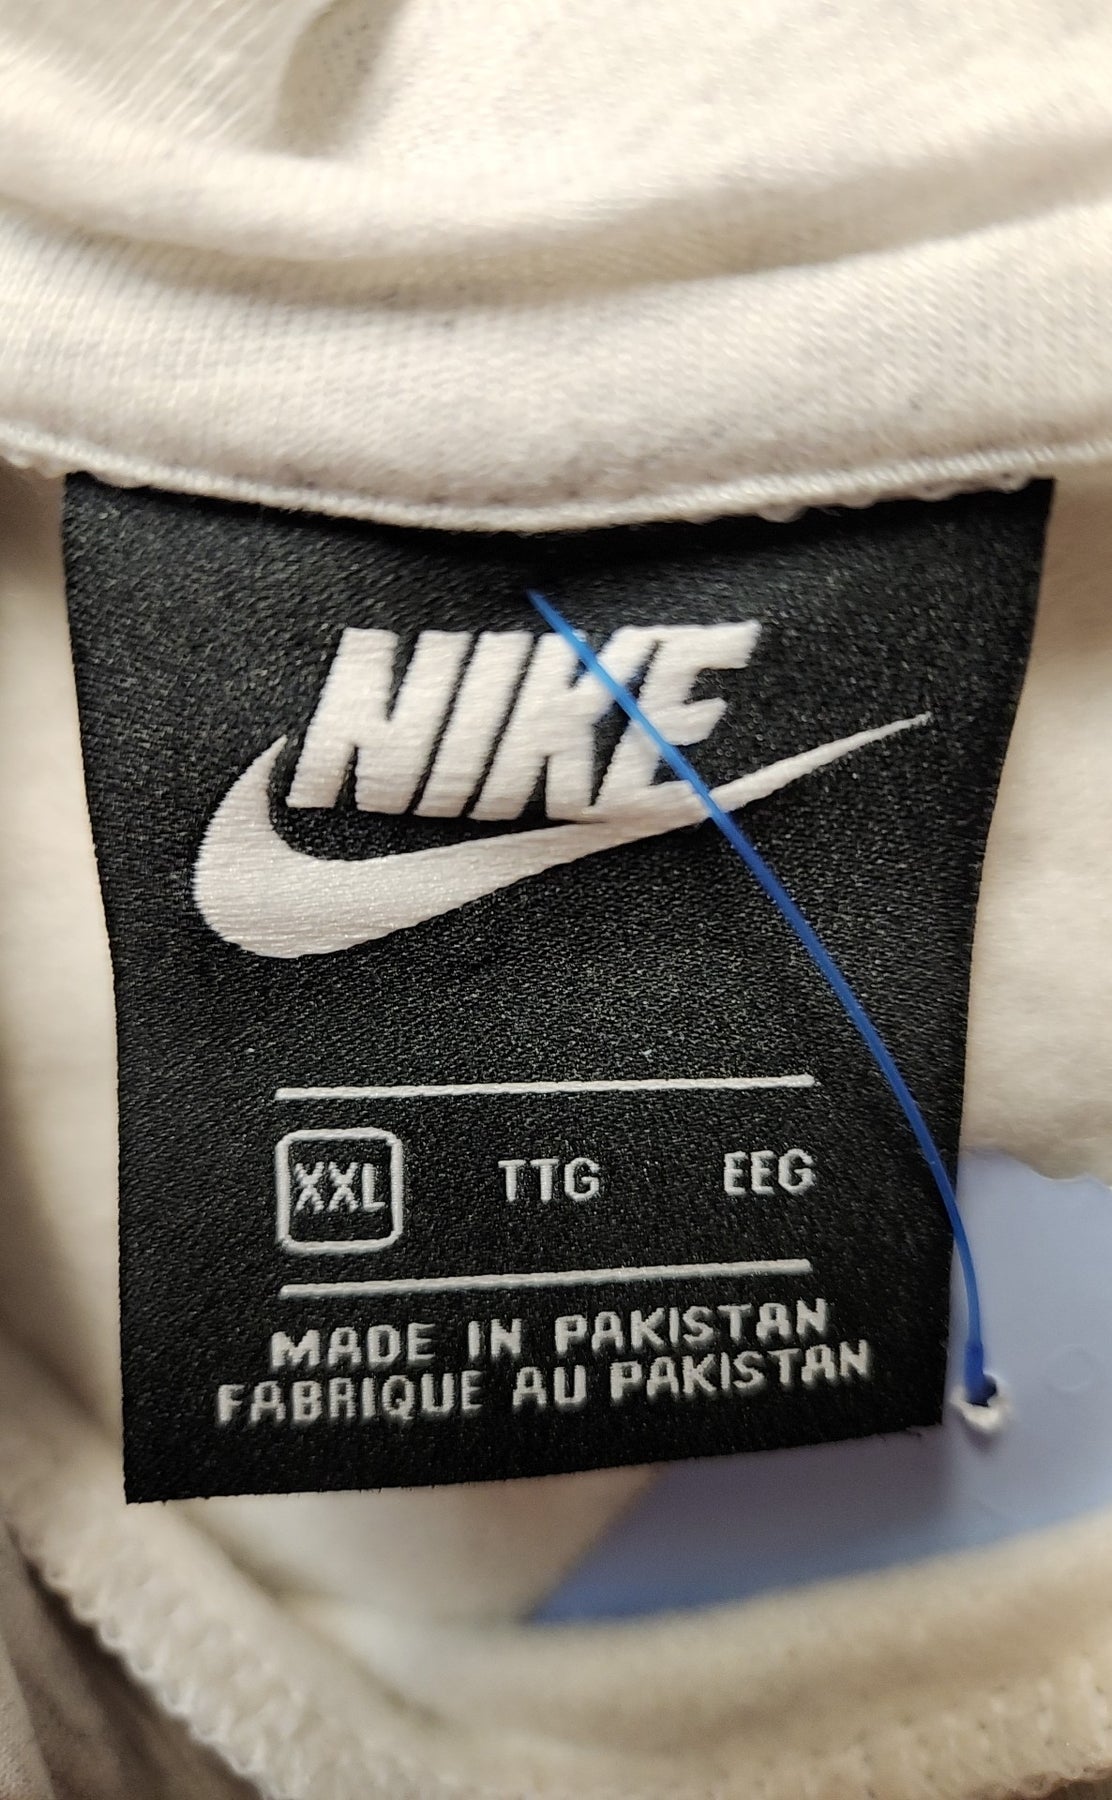 NIKE
XXL TTG EEG
MADE IN PAKISTAN
FABRIQUE AU PAKISTAN